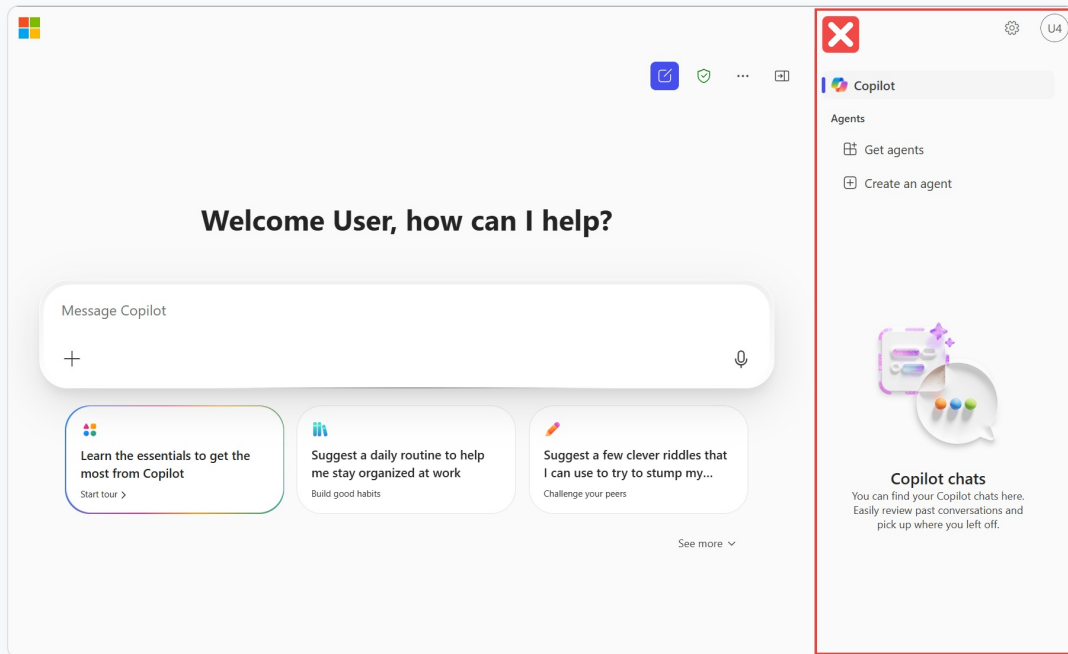 Welcome User, how can I help?
Message Copilot
Learn the essentials to get the
most from Copilot
Start tour
Suggest a daily routine to help
me stay organized at work
Build good habits
Suggest a few clever riddles that
I can use to try to stump my...
Challenge your peers
See more
U4
Copilot
Agents
Get agents
Create an agent
Copilot chats
You can find your Copilot chats here.
Easily review past conversations and
pick up where you left off.